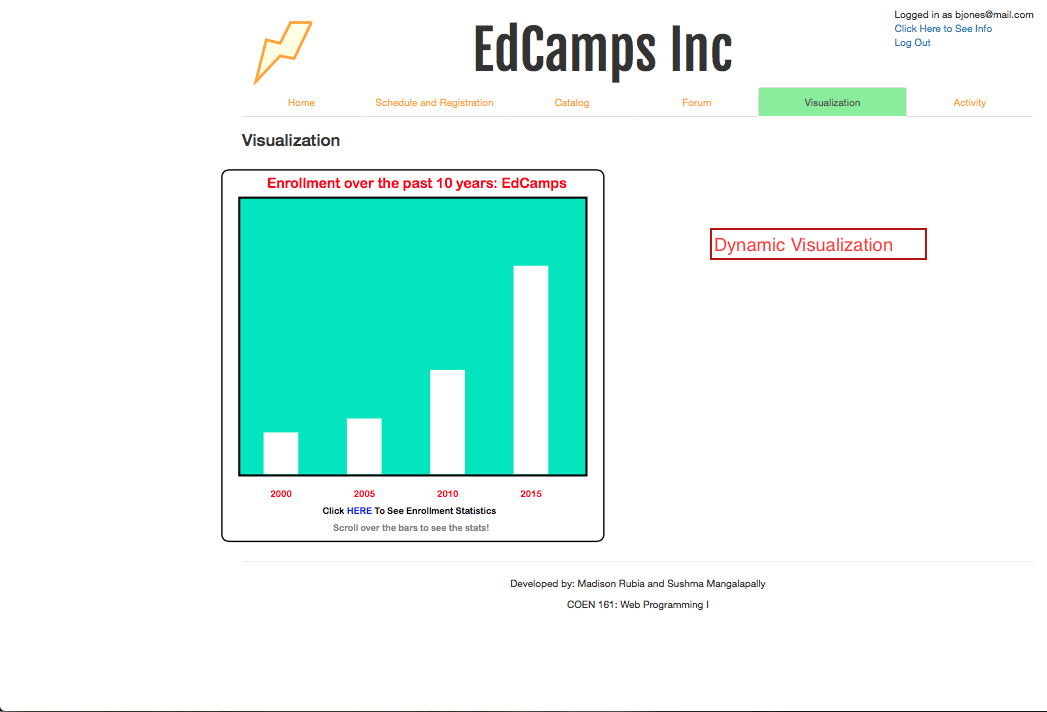 Logged in as bjones@mail.com
Click Here to See Info
Log Out
EdCamps Inc
Home Schedule and Registration Catalog Forum Visualization Activity
Visualization
Enrollment over the past 10 years: EdCamps
Dynamic Visualization
2000 2005 2010 2015
Click HERE To See Enrollment Statistics
Scroll over the bars to see the stats!
Developed by: Madison Rubia and Sushma Mangalapally
COEN 161: Web Programming I